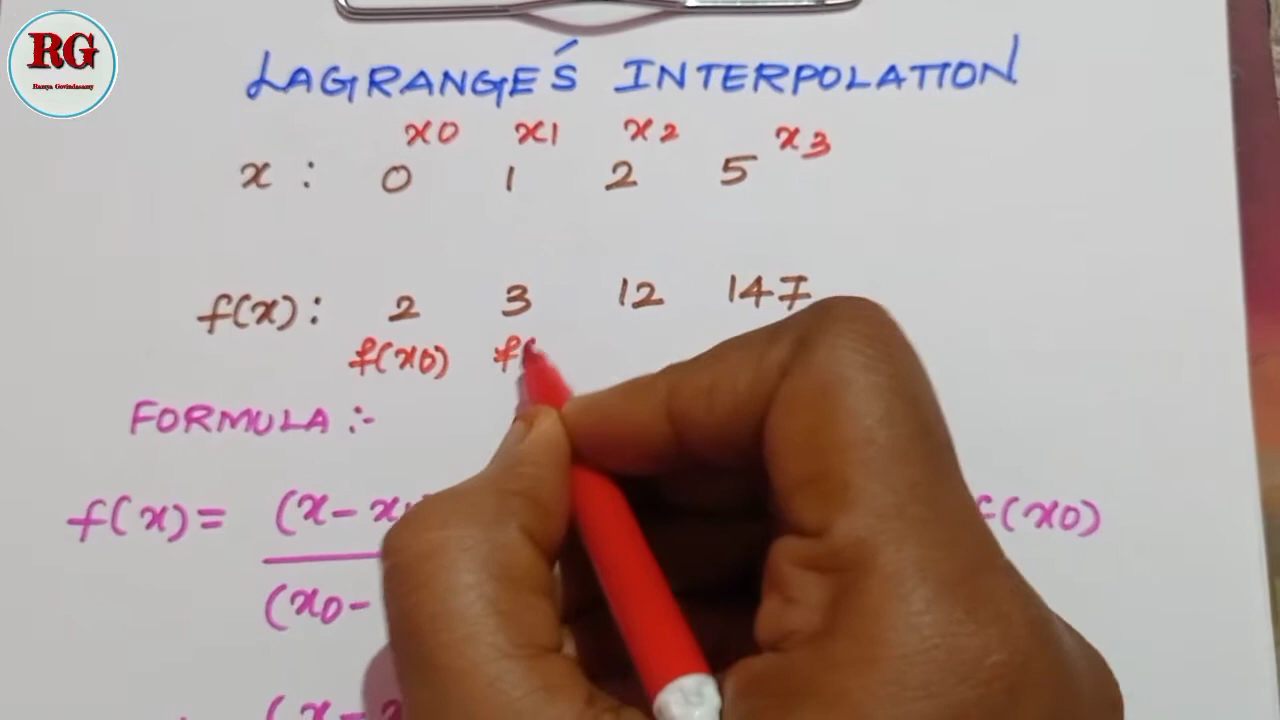 RG
Ramya Govindasamy
LAGRANGE'S INTERPOLATION
x0 x1 x2 x3
x : 0 1 2 5
f(x): 2 3 12 147
f(x0) f(
FORMULA :-
f(x)= (x-x1 f(x0)
(x0-
(x-